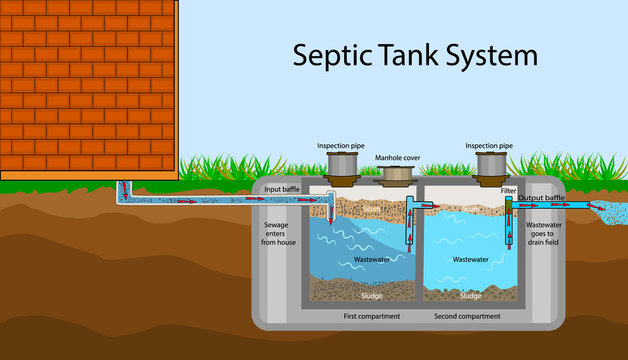 Septic Tank System
Inspection pipe
Manhole cover
Inspection pipe
Input baffle
Filter
Output baffle
Sewage
enters
from house
Wastewater
Wastewater
Wastewater
goes to
drain field
Sludge
Sludge
First compartment
Second compartment